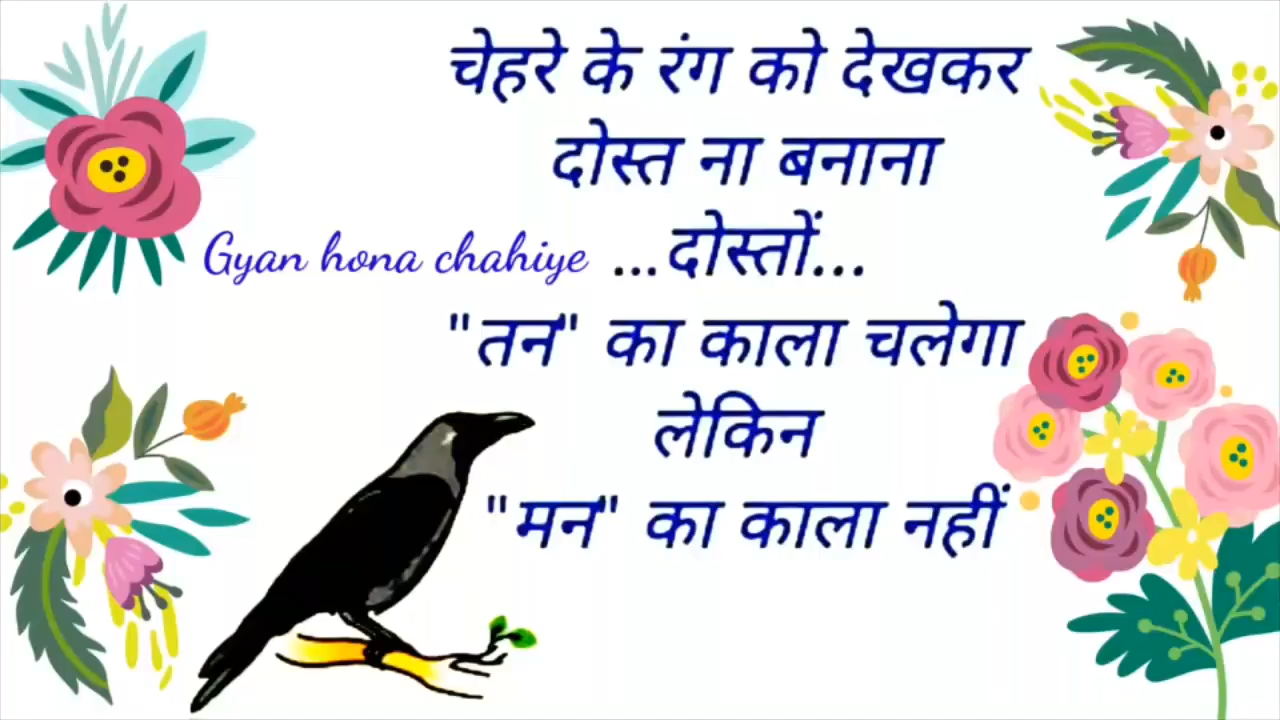 चेहरे के रंग को देखकर
दोस्त ना बनाना
Gyan hona chahiye ...दोस्तों...
"तन" का काला चलेगा
लेकिन
"मन" का काला नहीं